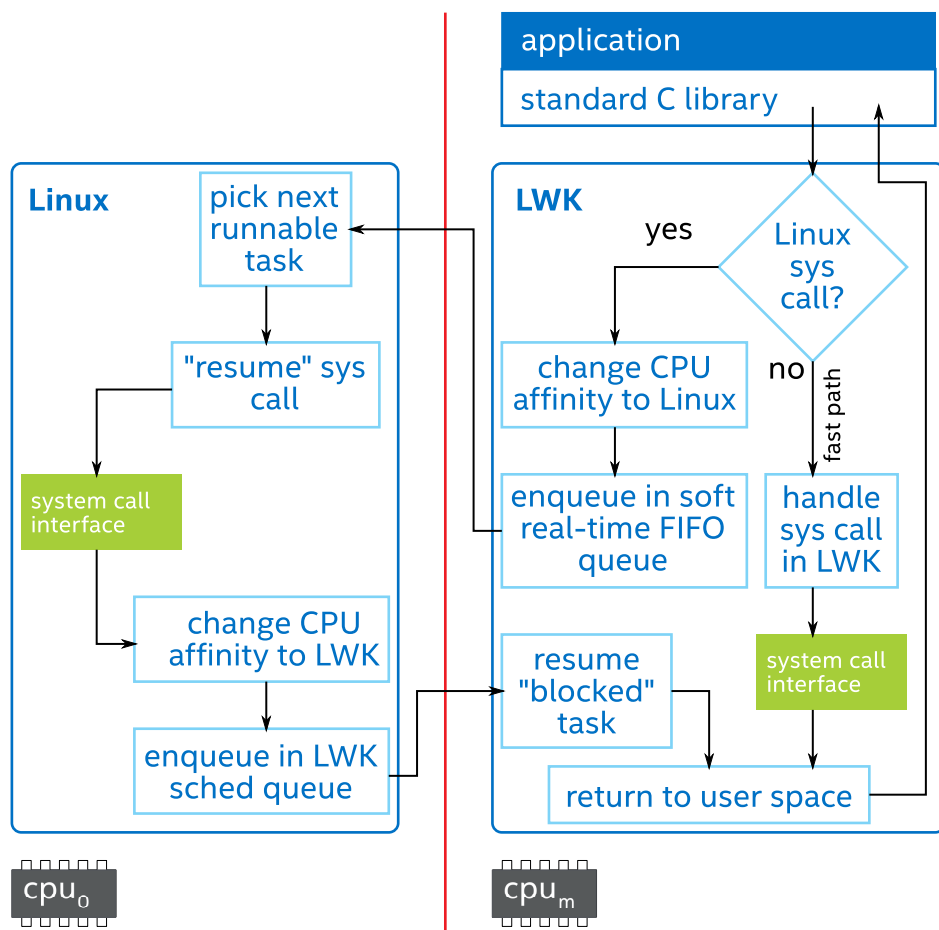 application
standard C library
Linux
pick next
runnable
task
"resume" sys
call
system call
interface
change CPU
affinity to LWK
enqueue in LWK
sched queue
cpu0
LWK
Linux
sys
call?
yes
no
fast path
change CPU
affinity to Linux
enqueue in soft
real-time FIFO
queue
handle
sys call
in LWK
resume
"blocked"
task
system call
interface
return to user space
cpum